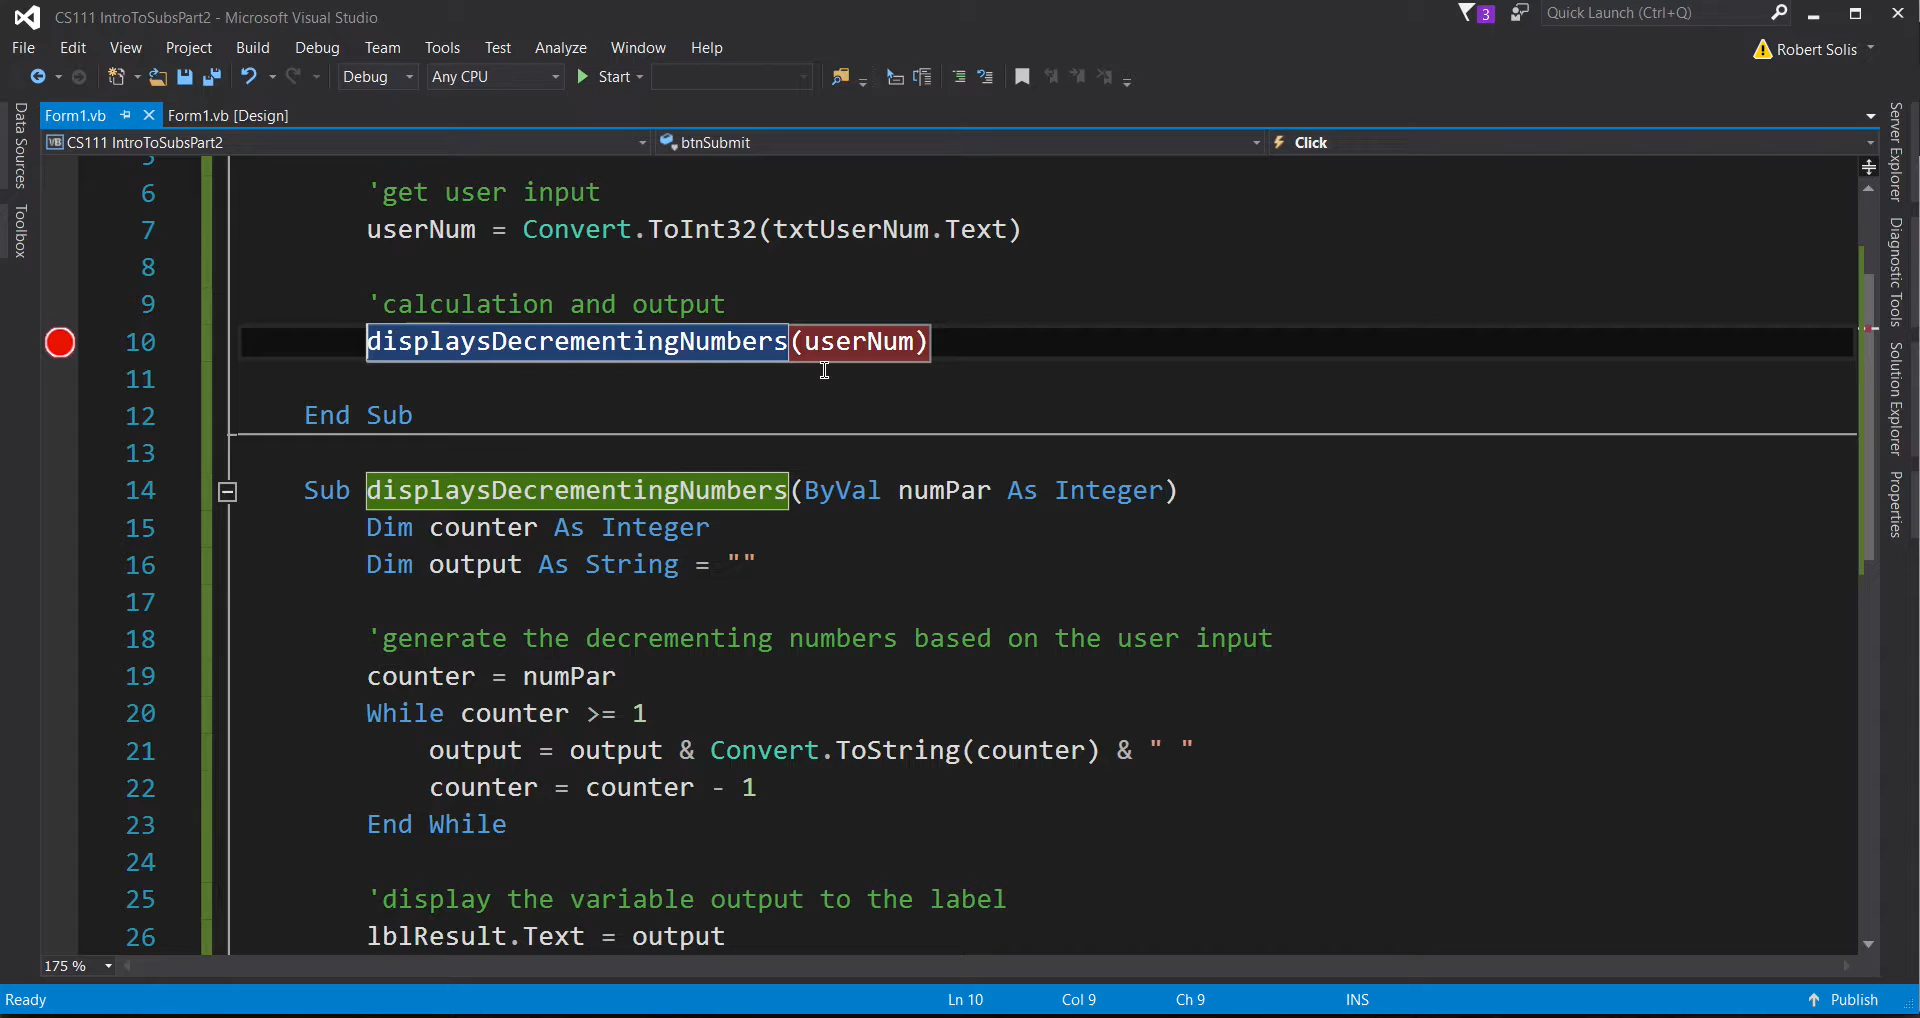 CS111 IntroToSubsPart2 - Microsoft Visual Studio
3
Quick Launch (Ctrl+Q)
File Edit View Project Build Debug Team Tools Test Analyze Window Help
Robert Solis
Debug Any CPU Start
Form1.vb Form1.vb [Design]
VB CS111 IntroToSubsPart2 btnSubmit Click
Data Sources
Toolbox
Server Explorer
Diagnostic Tools
Solution Explorer
Properties
5
6 'get user input
7 userNum = Convert.ToInt32(txtUserNum.Text)
8
9 'calculation and output
10 displaysDecrementingNumbers(userNum)
11
12 End Sub
13
14 Sub displaysDecrementingNumbers(ByVal numPar As Integer)
15 Dim counter As Integer
16 Dim output As String = ""
17
18 'generate the decrementing numbers based on the user input
19 counter = numPar
20 While counter >= 1
21 output = output & Convert.ToString(counter) & " "
22 counter = counter - 1
23 End While
24
25 'display the variable output to the label
26 lblResult.Text = output
175 %
Ready Ln 10 Col 9 Ch 9 INS Publish